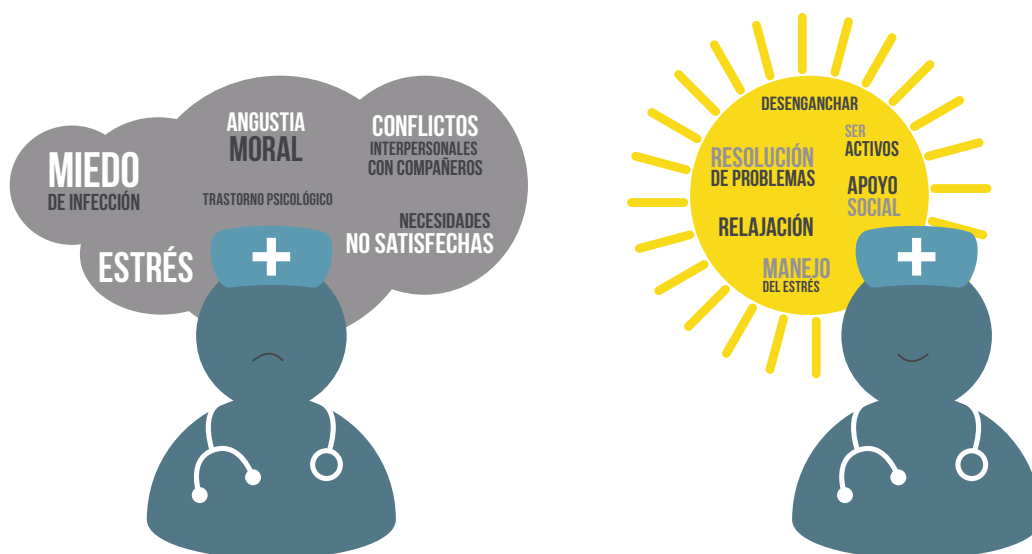 MIEDO
DE INFECCIÓN
ANGUSTIA
MORAL
CONFLICTOS
INTERPERSONALES
CON COMPAÑEROS
TRASTORNO PSICOLÓGICO
NECESIDADES
NO SATISFECHAS
ESTRÉS
DESENGANCHAR
SER
ACTIVOS
RESOLUCIÓN
DE PROBLEMAS
APOYO
SOCIAL
RELAJACIÓN
MANEJO
DEL ESTRÉS